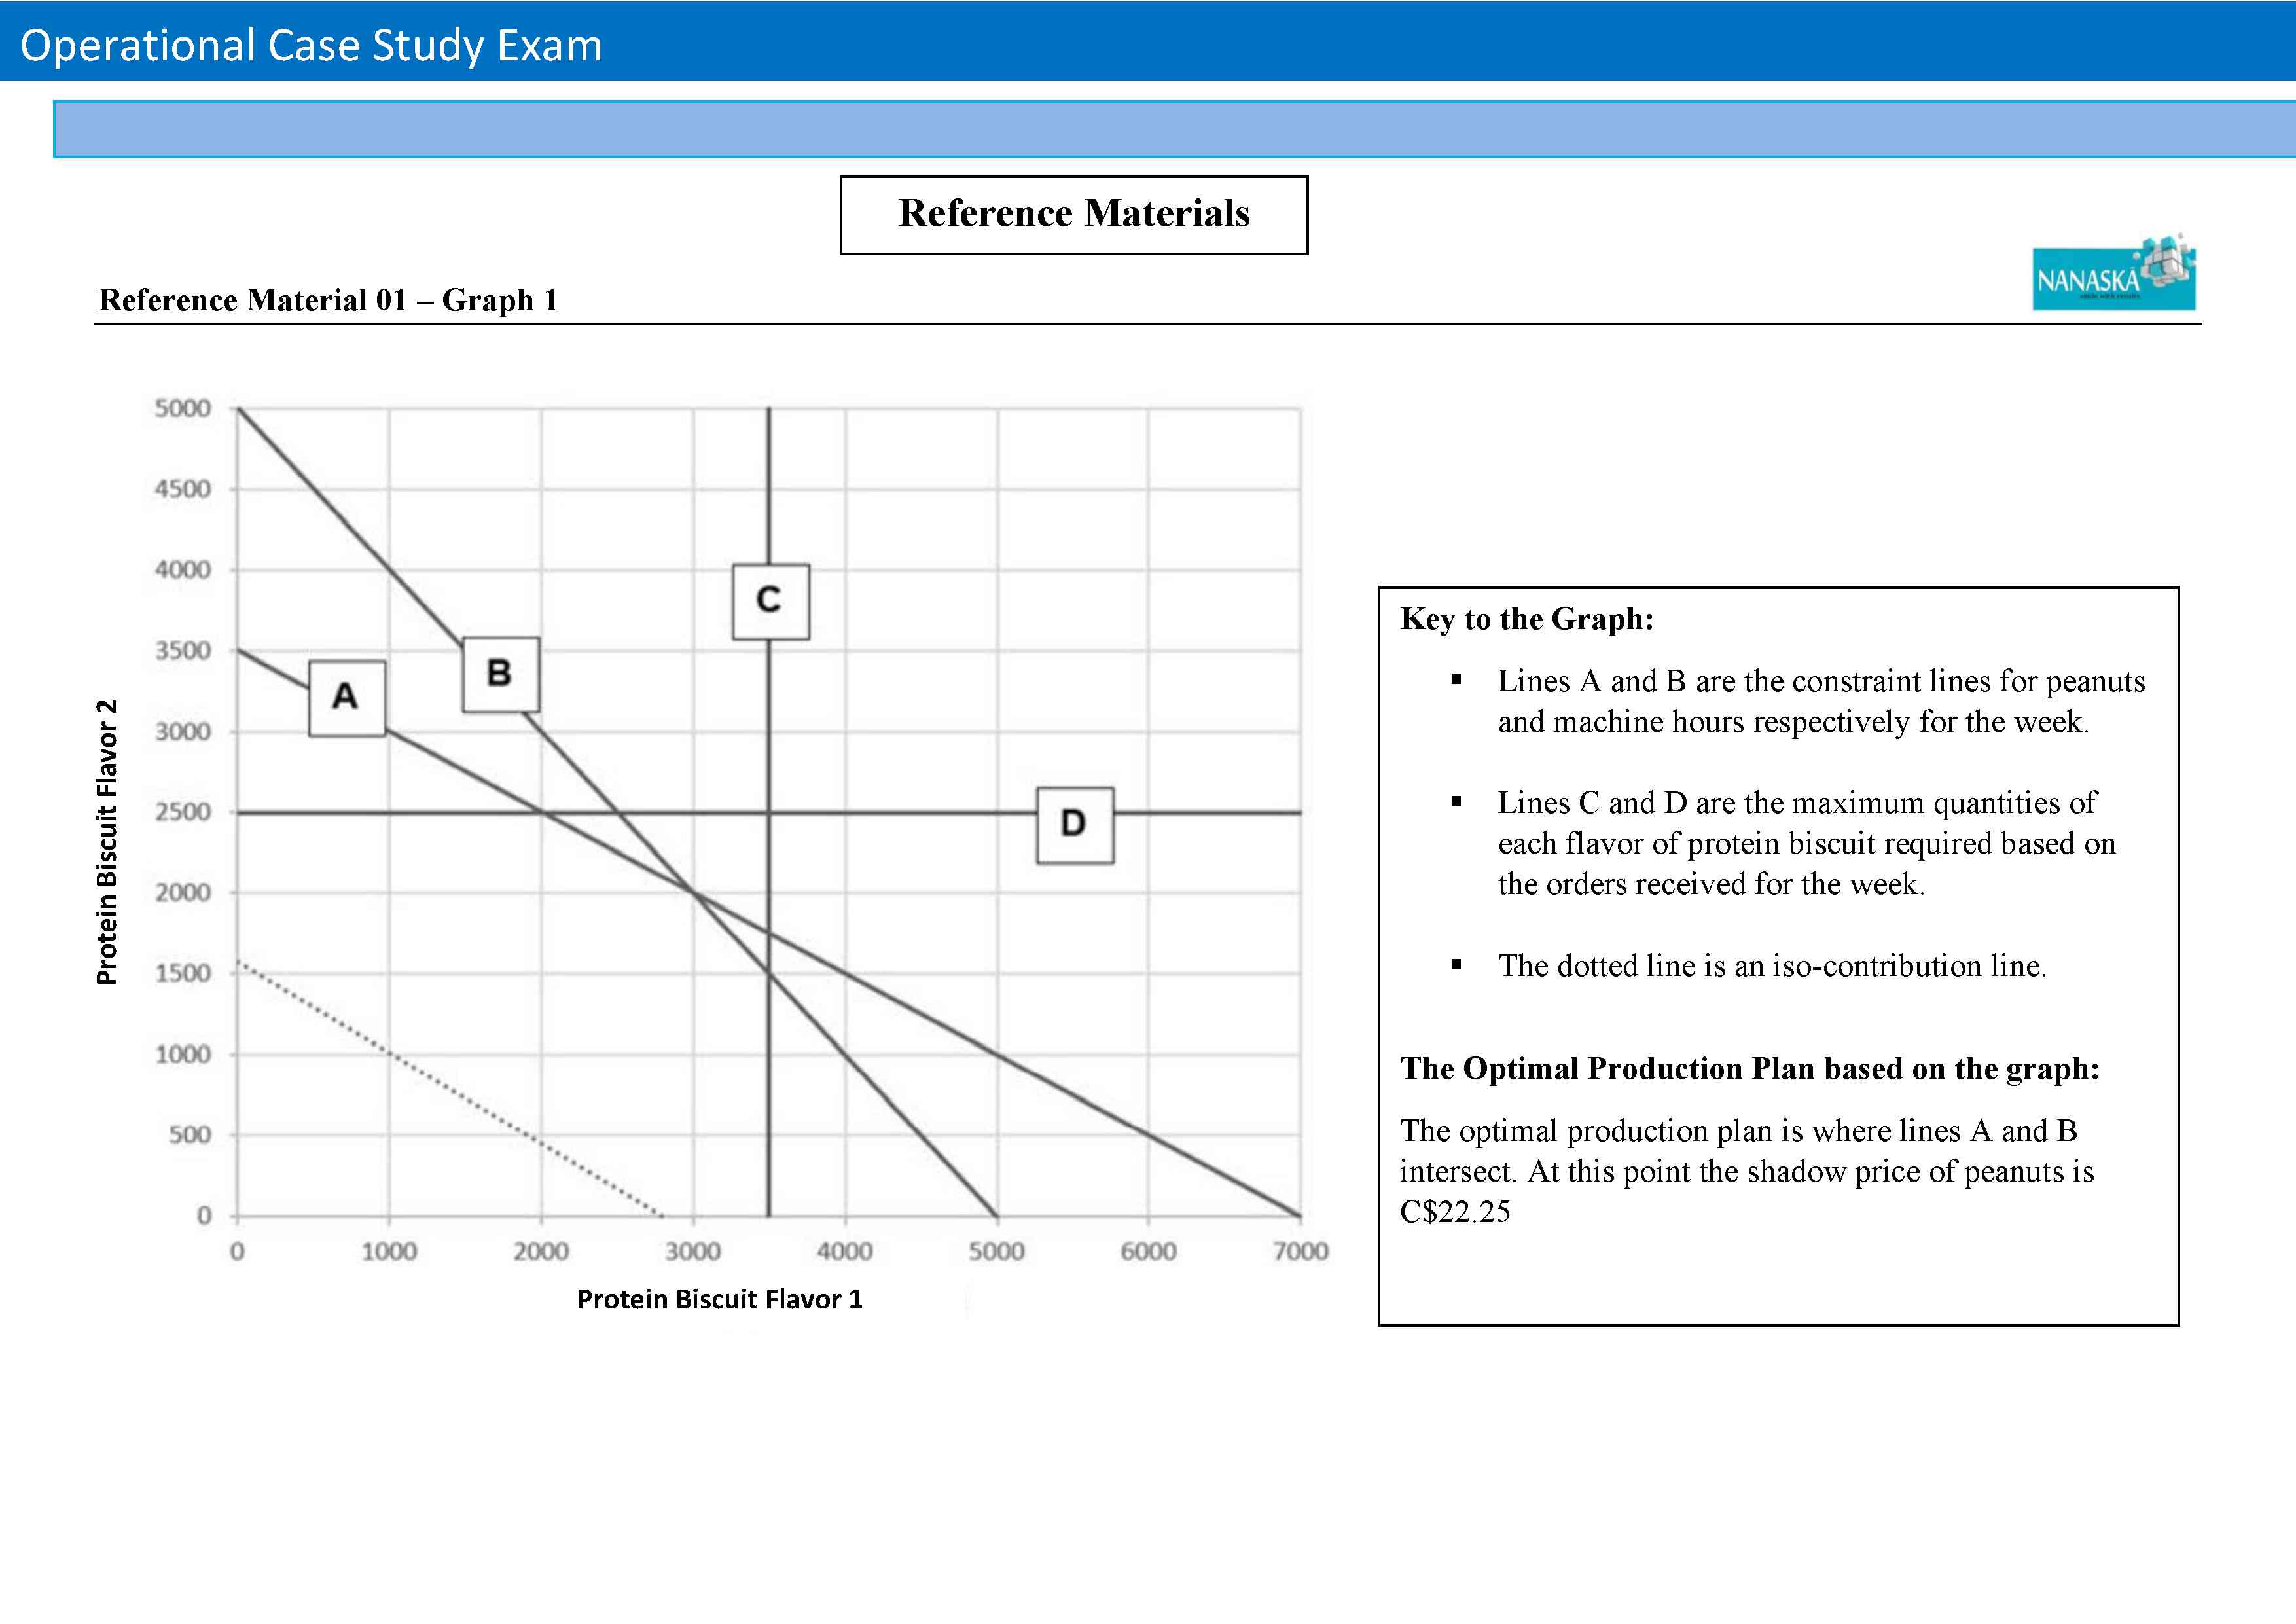 Operational Case Study Exam
Reference Materials
NANASKA
Reference Material 01 – Graph 1
5000
4500
4000
3500
3000
2500
2000
1500
1000
500
0
Protein Biscuit Flavor 2
A
B
C
D
0 1000 2000 3000 4000 5000 6000 7000
Protein Biscuit Flavor 1
Key to the Graph:
▪ Lines A and B are the constraint lines for peanuts
and machine hours respectively for the week.
▪ Lines C and D are the maximum quantities of
each flavor of protein biscuit required based on
the orders received for the week.
▪ The dotted line is an iso-contribution line.
The Optimal Production Plan based on the graph:
The optimal production plan is where lines A and B
intersect. At this point the shadow price of peanuts is
C$22.25